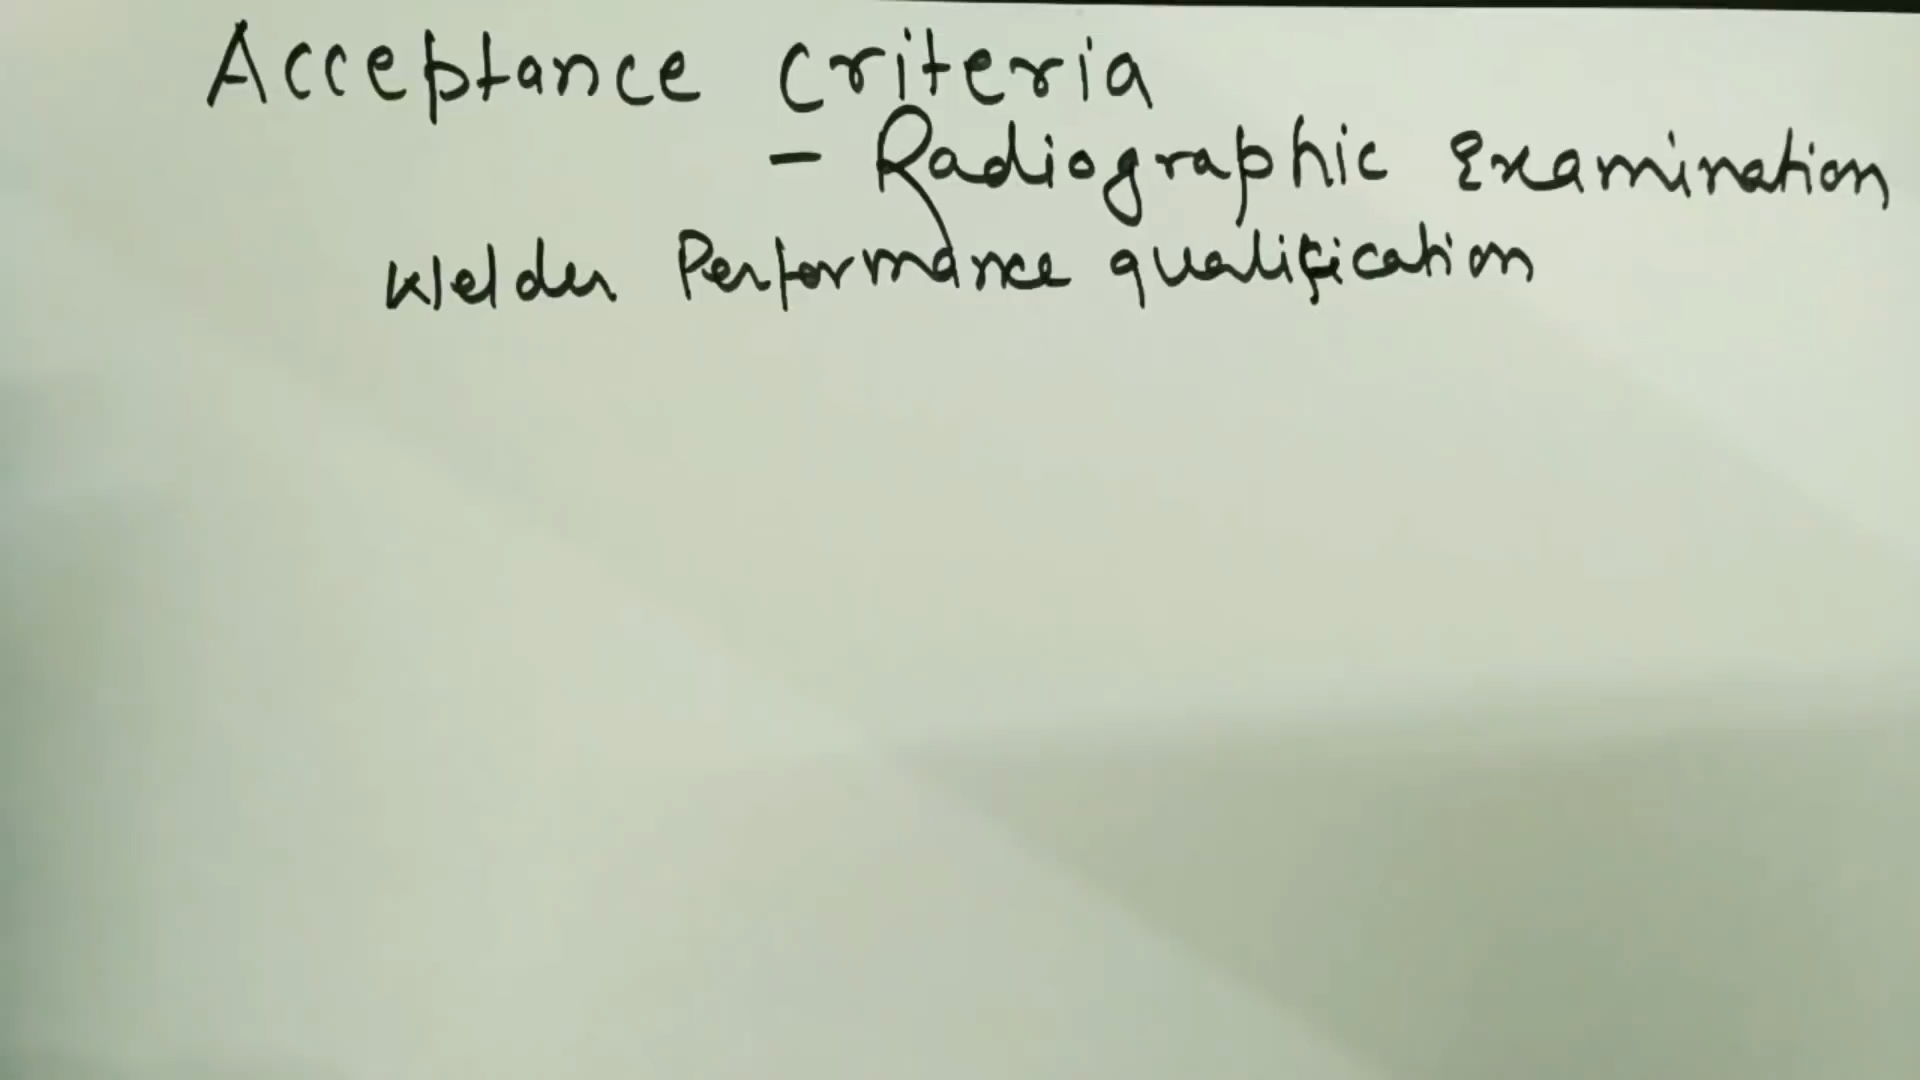 Acceptance criteria
- Radiographic Examination
Welder Performance qualification